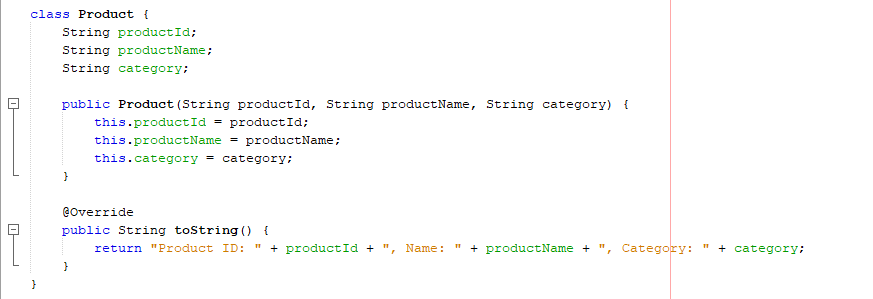 class Product {
    String productId;
    String productName;
    String category;

    public Product(String productId, String productName, String category) {
        this.productId = productId;
        this.productName = productName;
        this.category = category;
    }

    @Override
    public String toString() {
        return "Product ID: " + productId + ", Name: " + productName + ", Category: " + category;
    }
}